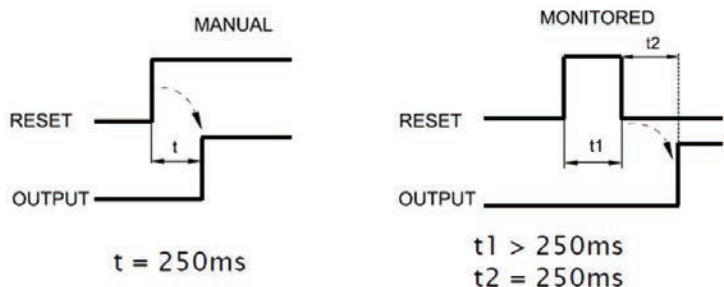 MANUAL
RESET
t
OUTPUT
t = 250ms
MONITORED
t2
RESET
t1
OUTPUT
t1 > 250ms
t2 = 250ms